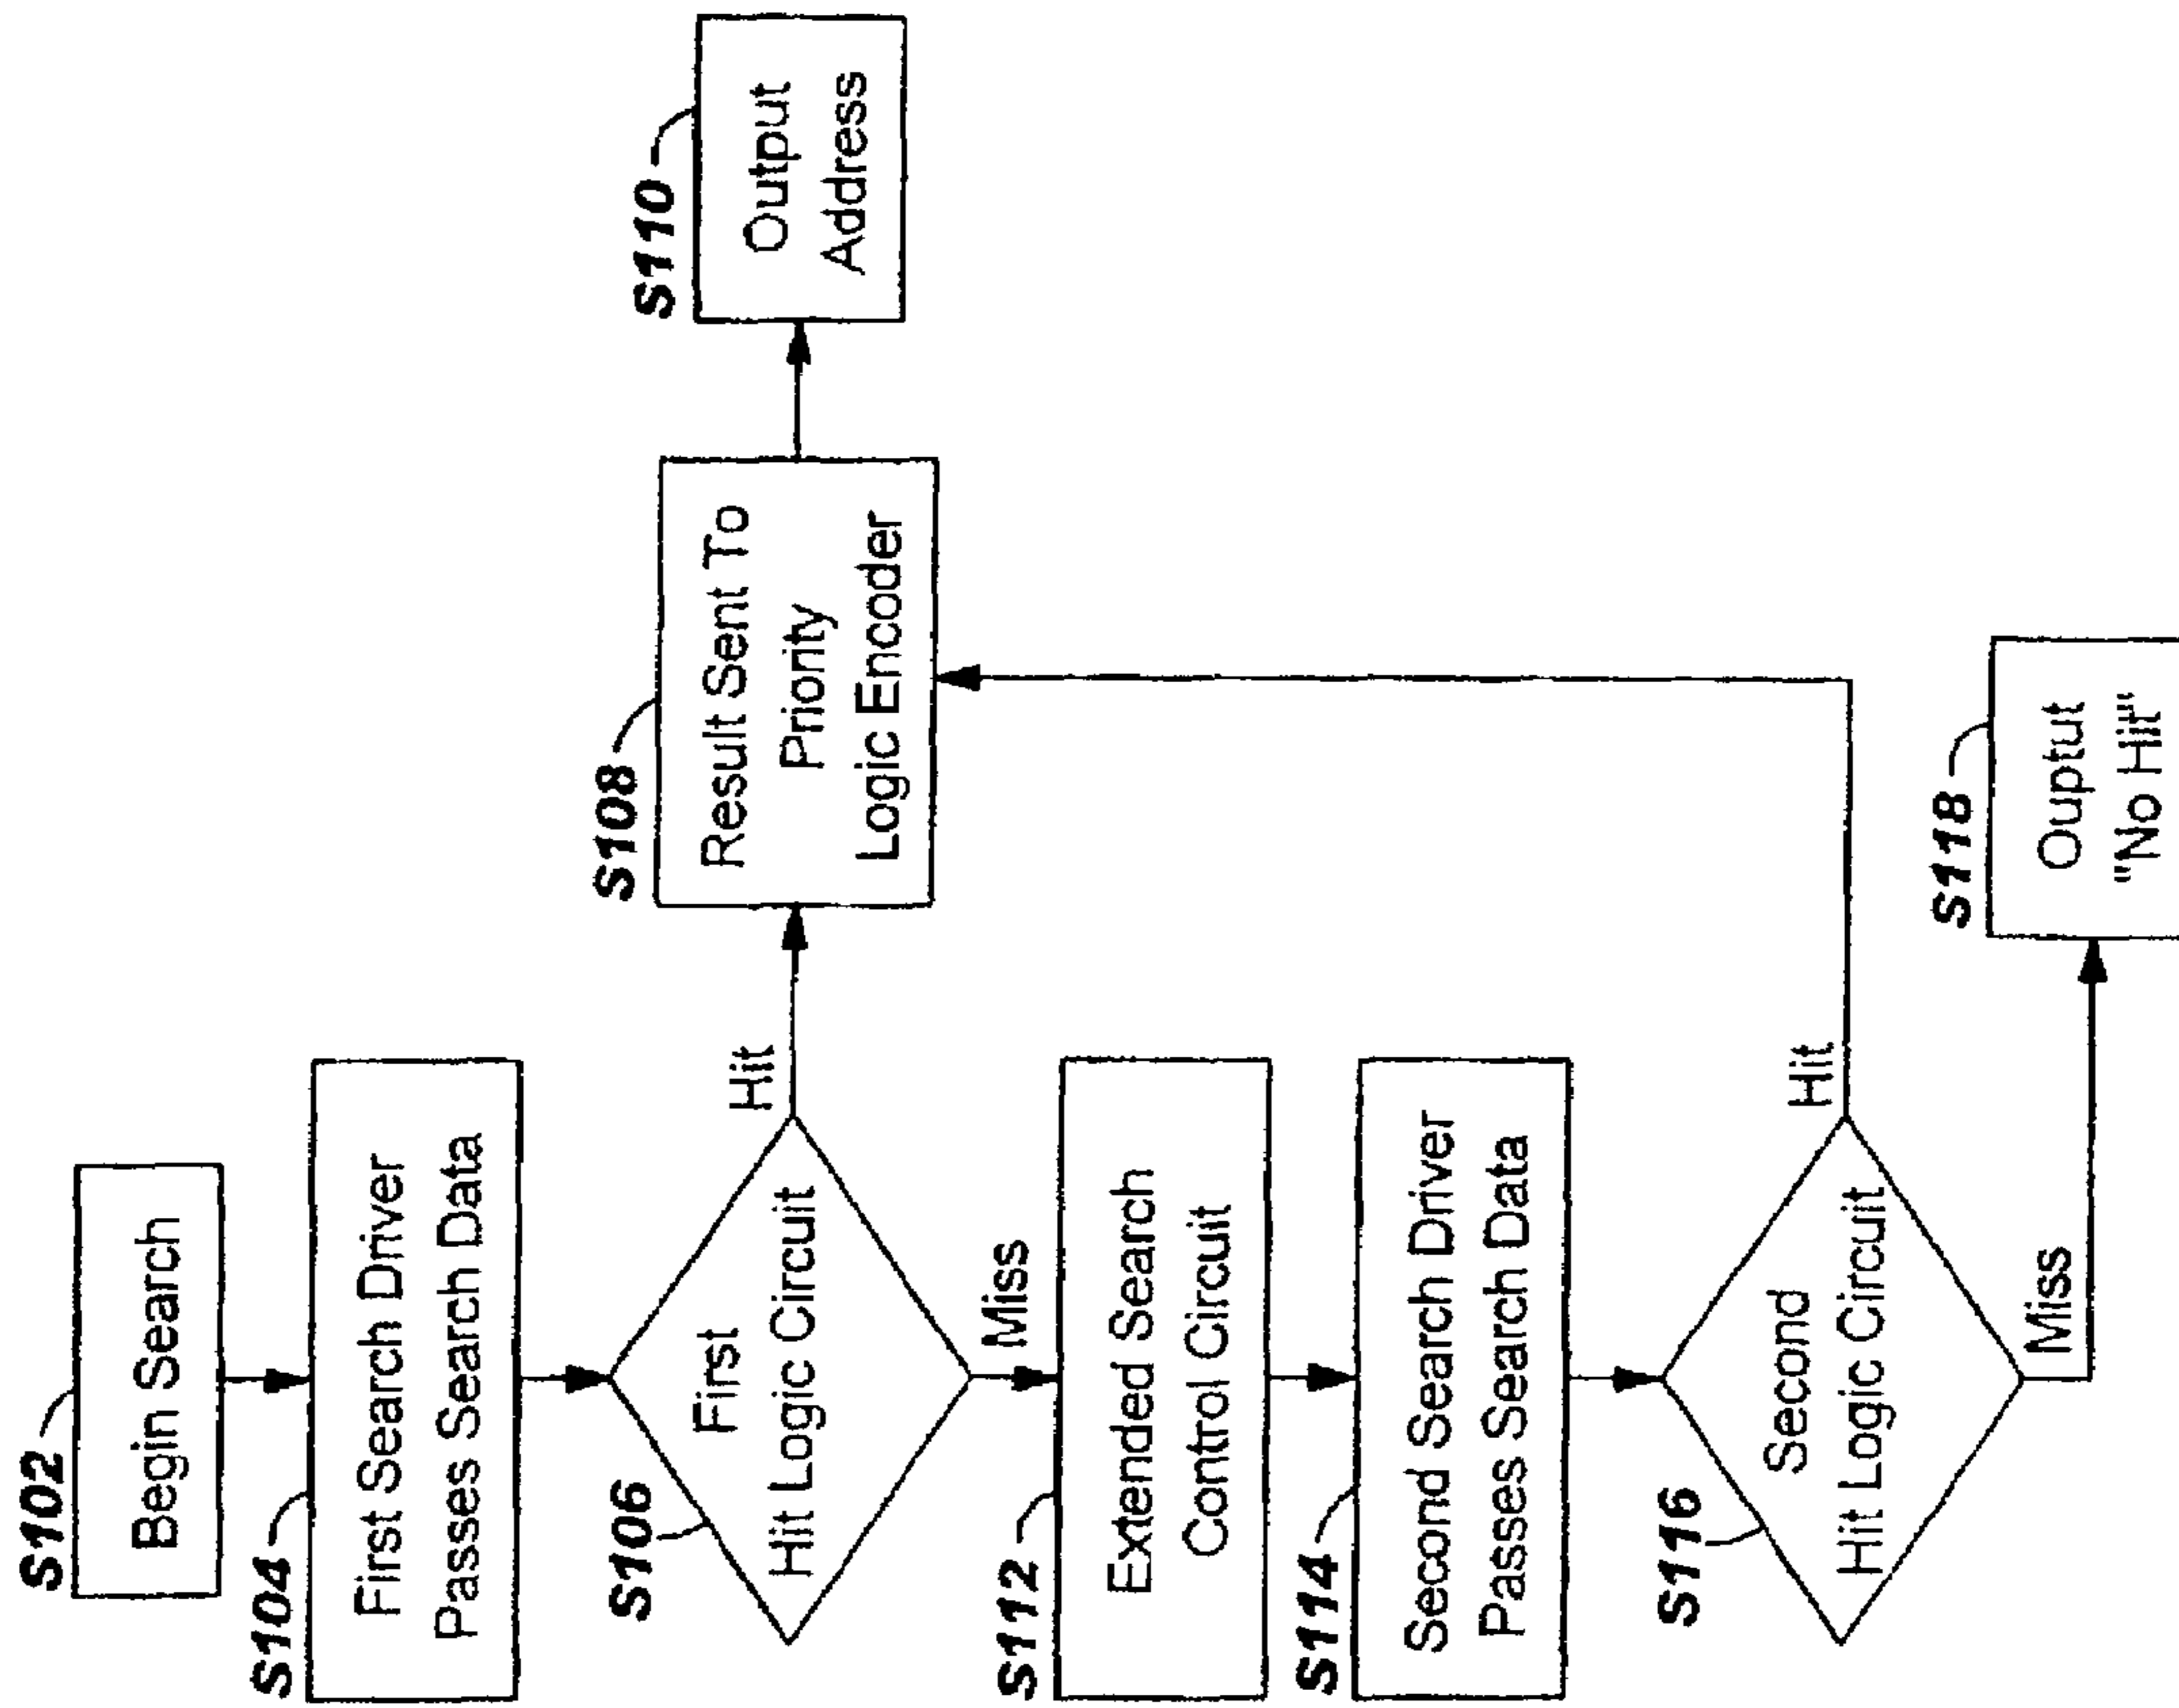 S102
Begin Search
S104
First Search Driver
Passes Search Data
S106
First
Hit Logic Circuit
Hit
Miss
S108
Result Sent To
Priority
Logic Encoder
S110
Output
Address
S112
Extended Search
Control Circuit
S114
Second Search Driver
Passes Search Data
S116
Second
Hit Logic Circuit
Hit
Miss
S118
Ouptut
"No Hit"